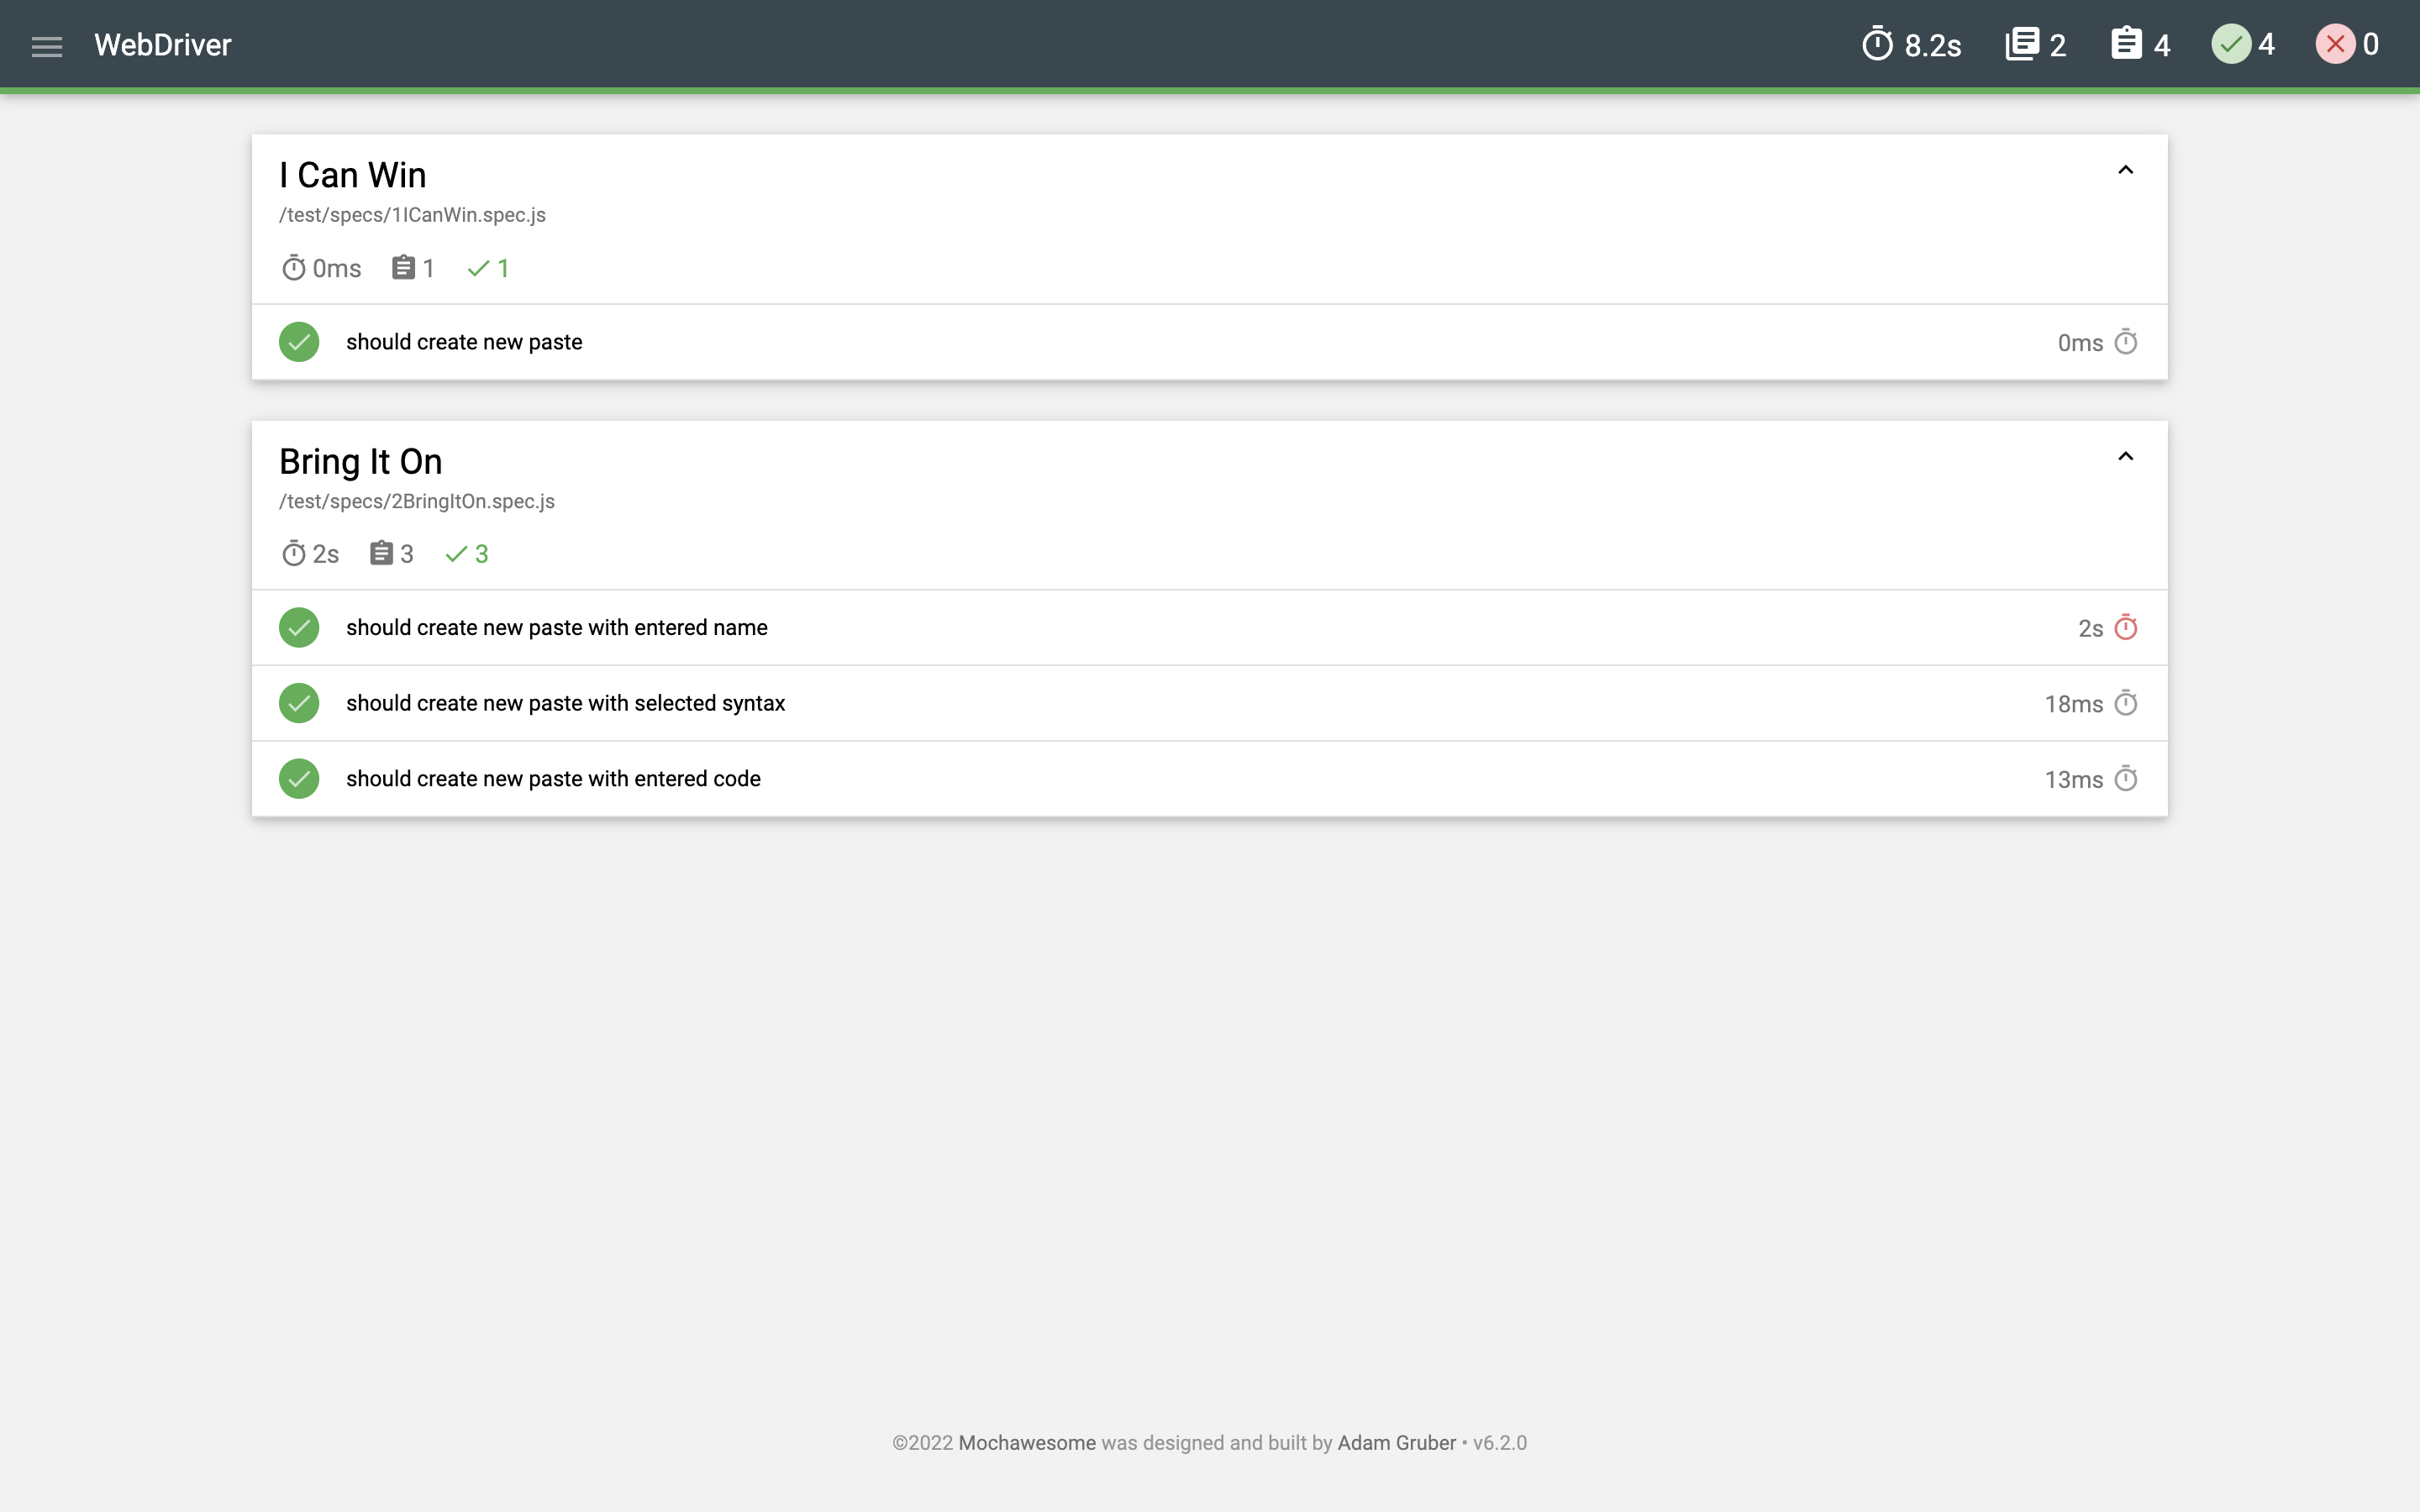 WebDriver 8.2s 2 4 4 0
I Can Win
/test/specs/1ICanWin.spec.js
0ms 1 1
should create new paste 0ms
Bring It On
/test/specs/2BringItOn.spec.js
2s 3 3
should create new paste with entered name 2s
should create new paste with selected syntax 18ms
should create new paste with entered code 13ms
©2022 Mochawesome was designed and built by Adam Gruber • v6.2.0